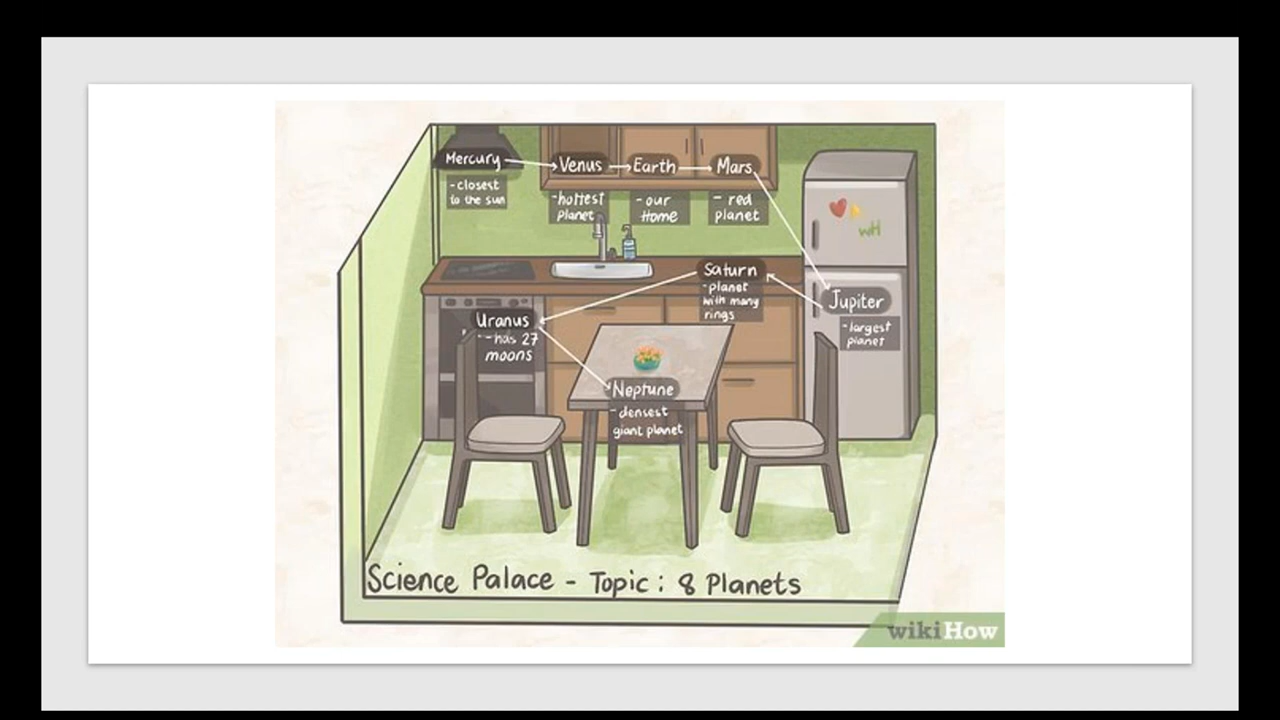 Mercury
-closest
to the sun
Venus
-hottest
planet
Earth
-our
Home
Mars
- red
planet
wH
Jupiter
-largest
planet
Saturn
-planet
with many
rings
Uranus
-has 27
moons
Neptune
-densest
giant planet
Science Palace - Topic : 8 Planets
wikiHow